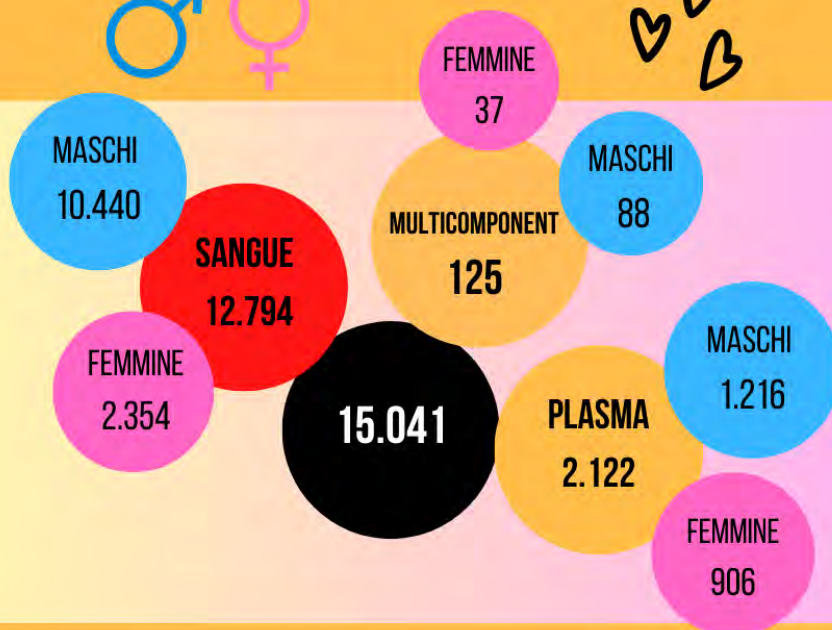 FEMMINE
37
MASCHI
10.440
MASCHI
88
SANGUE
12.794
MULTICOMPONENT
125
FEMMINE
2.354
15.041
PLASMA
2.122
MASCHI
1.216
FEMMINE
906